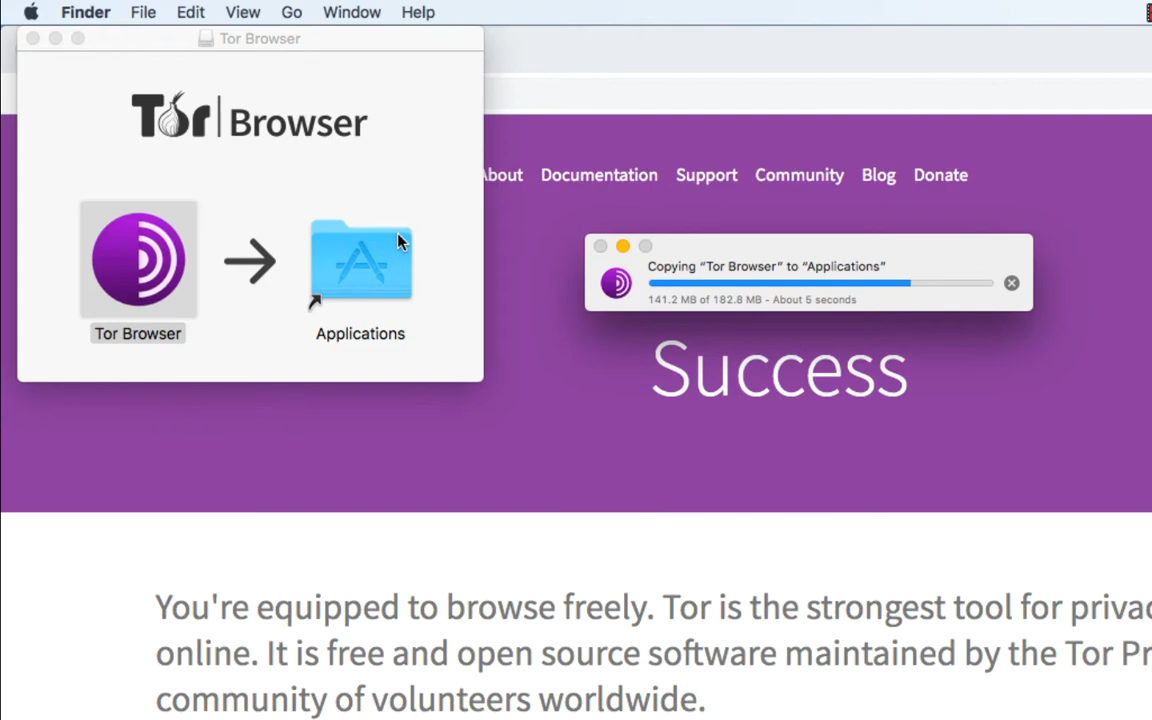 Finder File Edit View Go Window Help
Tor Browser
Tor Browser
About Documentation Support Community Blog Donate
Tor Browser
Applications
Copying “Tor Browser” to “Applications”
141.2 MB of 182.8 MB - About 5 seconds
Success
You're equipped to browse freely. Tor is the strongest tool for
online. It is free and open source software maintained by the Tor
community of volunteers worldwide.